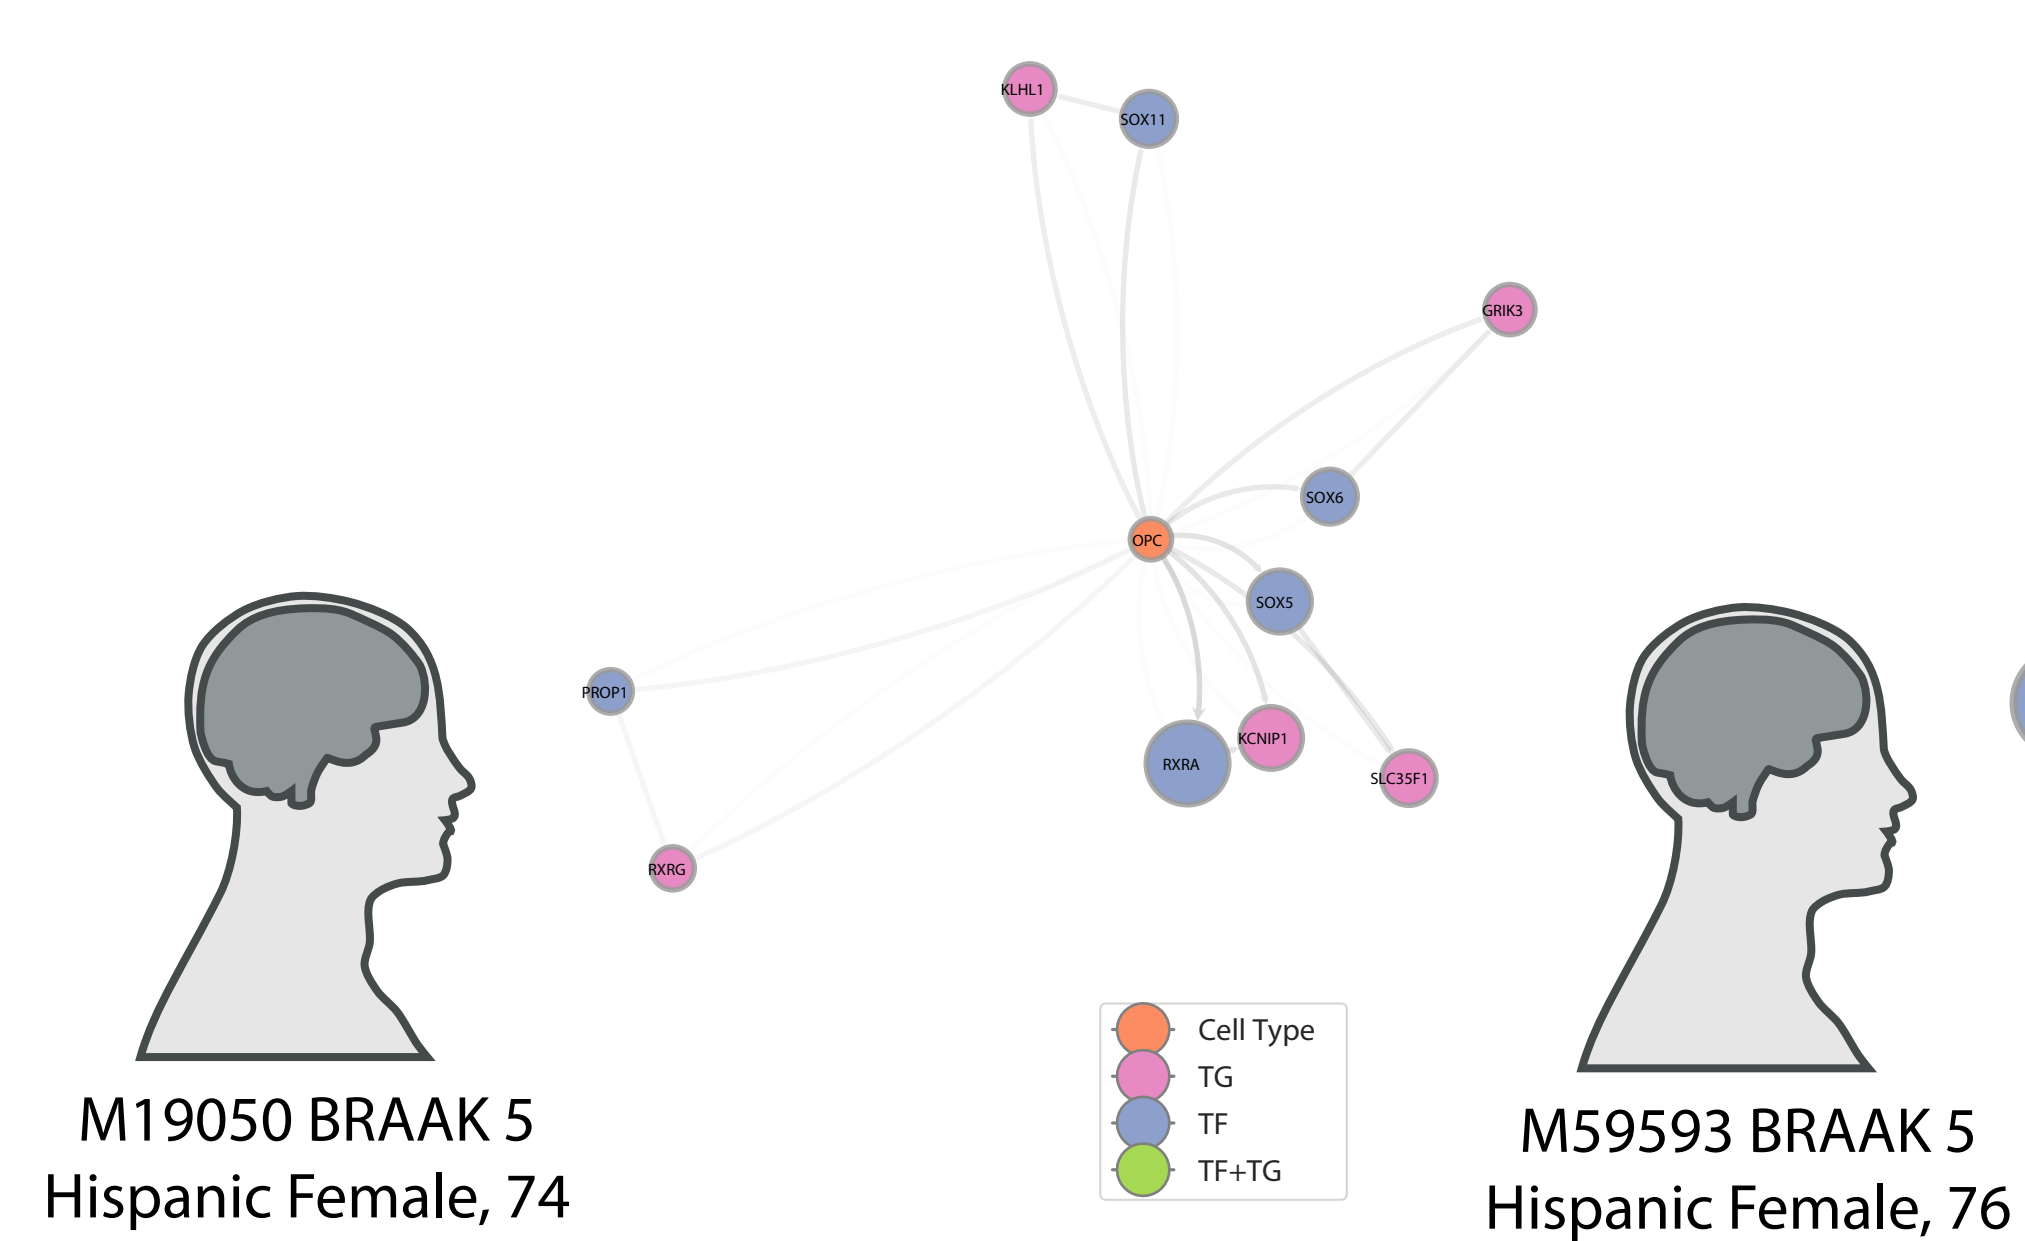 KLHL1
SOX11
GRIK3
SOX6
OPC
SOX5
PROP1
KCNIP1
RXRA
SLC35F1
RXRG
Cell Type
TG
TF
TF+TG
M19050 BRAAK 5
Hispanic Female, 74
M59593 BRAAK 5
Hispanic Female, 76